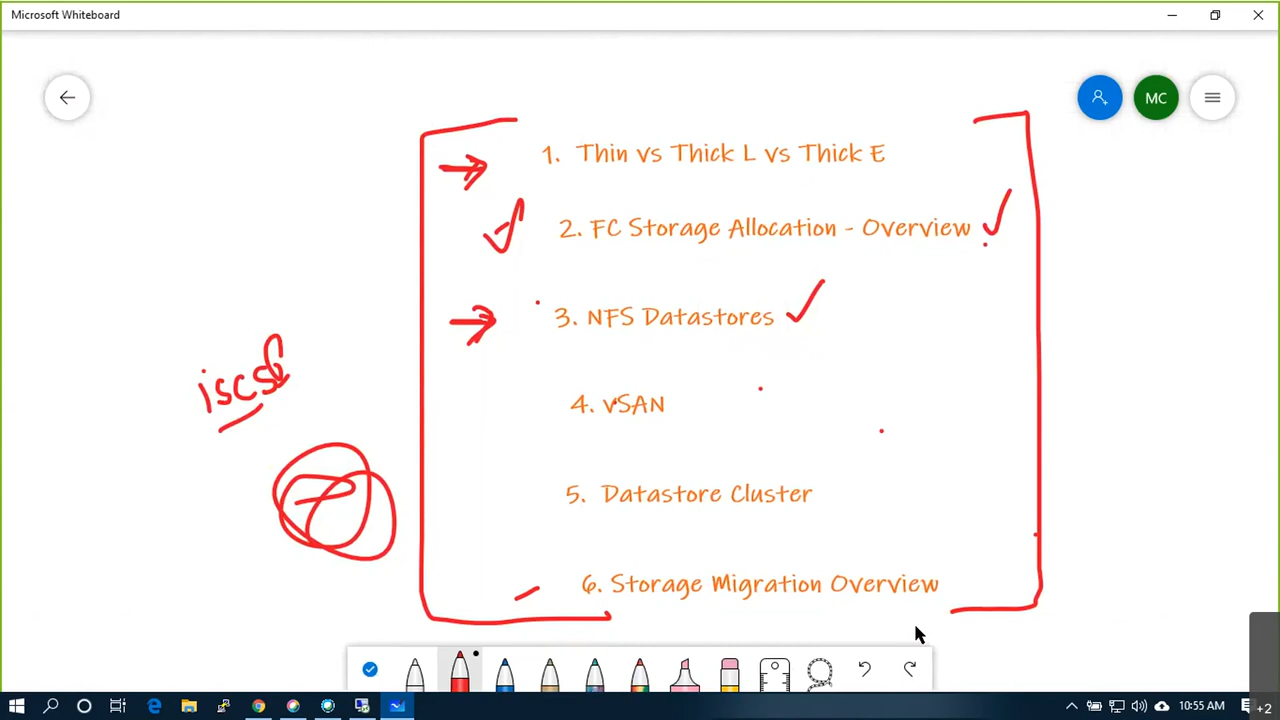 Microsoft Whiteboard
MC
1. Thin vs Thick L vs Thick E
2. FC Storage Allocation - Overview
3. NFS Datastores
iscsi
4. vSAN
5. Datastore Cluster
6. Storage Migration Overview
10:55 AM
+2